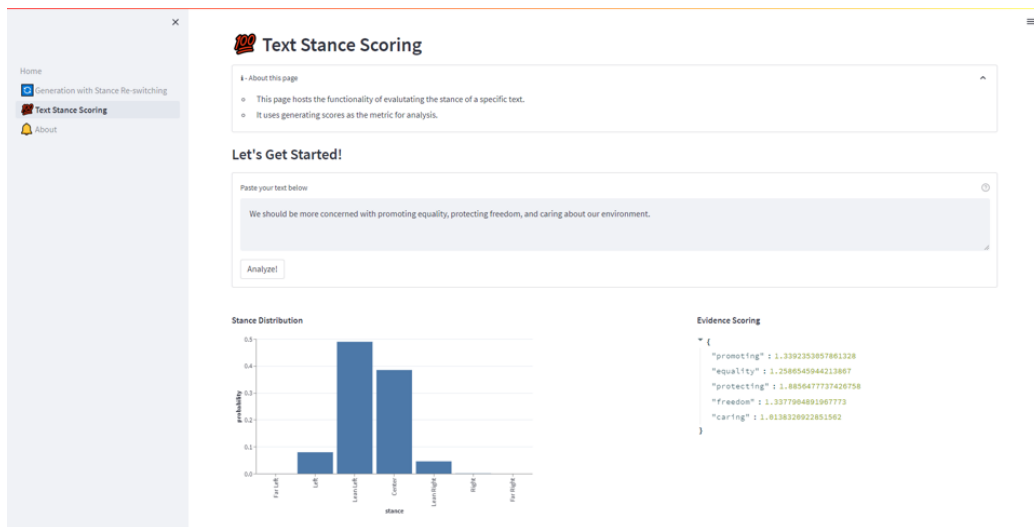 Home
Generation with Stance Re-switching
Text Stance Scoring
About
Text Stance Scoring
ℹ - About this page
This page hosts the functionality of evalutating the stance of a specific text.
It uses generating scores as the metric for analysis.
Let's Get Started!
Paste your text below
We should be more concerned with promoting equality, protecting freedom, and caring about our environment.
Analyze!
Stance Distribution
0.5
0.4
0.3
0.2
0.1
0.0
probability
Far Left
Left
Lean Left
Center
Lean Right
Right
Far Right
stance
Evidence Scoring
{
"promoting" : 1.3392353057861328
"equality" : 1.2586545944213867
"protecting" : 1.8856477737426758
"freedom" : 1.3377904891967773
"caring" : 1.0138320922851562
}